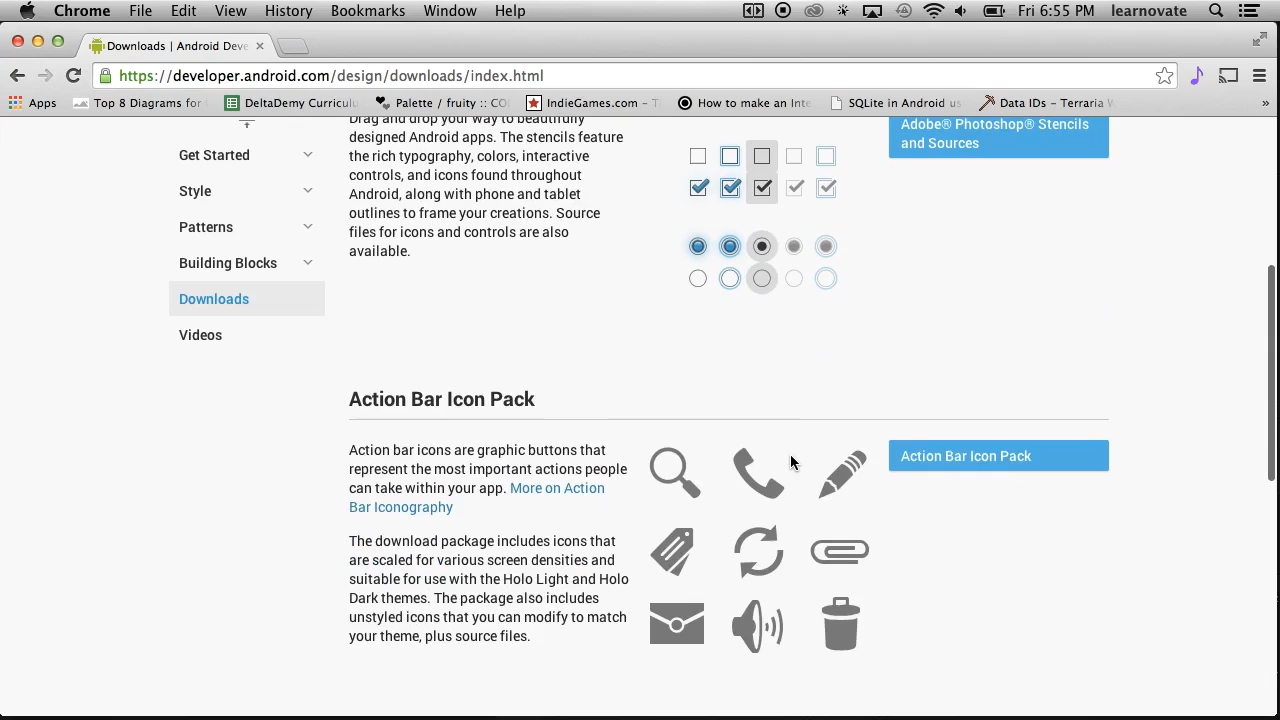 Chrome File Edit View History Bookmarks Window Help Fri 6:55 PM learnovate
Downloads | Android Deve
https://developer.android.com/design/downloads/index.html
Apps Top 8 Diagrams for DeltaDemy Curricul Palette / fruity :: CO IndieGames.com - T How to make an Inte SQLite in Android us Data IDs – Terraria W »
Get Started
Style
Patterns
Building Blocks
Downloads
Videos
Drag and drop your way to beautifully
designed Android apps. The stencils feature
the rich typography, colors, interactive
controls, and icons found throughout
Android, along with phone and tablet
outlines to frame your creations. Source
files for icons and controls are also
available.
Adobe® Photoshop® Stencils
and Sources
Action Bar Icon Pack
Action bar icons are graphic buttons that
represent the most important actions people
can take within your app. More on Action
Bar Iconography
The download package includes icons that
are scaled for various screen densities and
suitable for use with the Holo Light and Holo
Dark themes. The package also includes
unstyled icons that you can modify to match
your theme, plus source files.
Action Bar Icon Pack